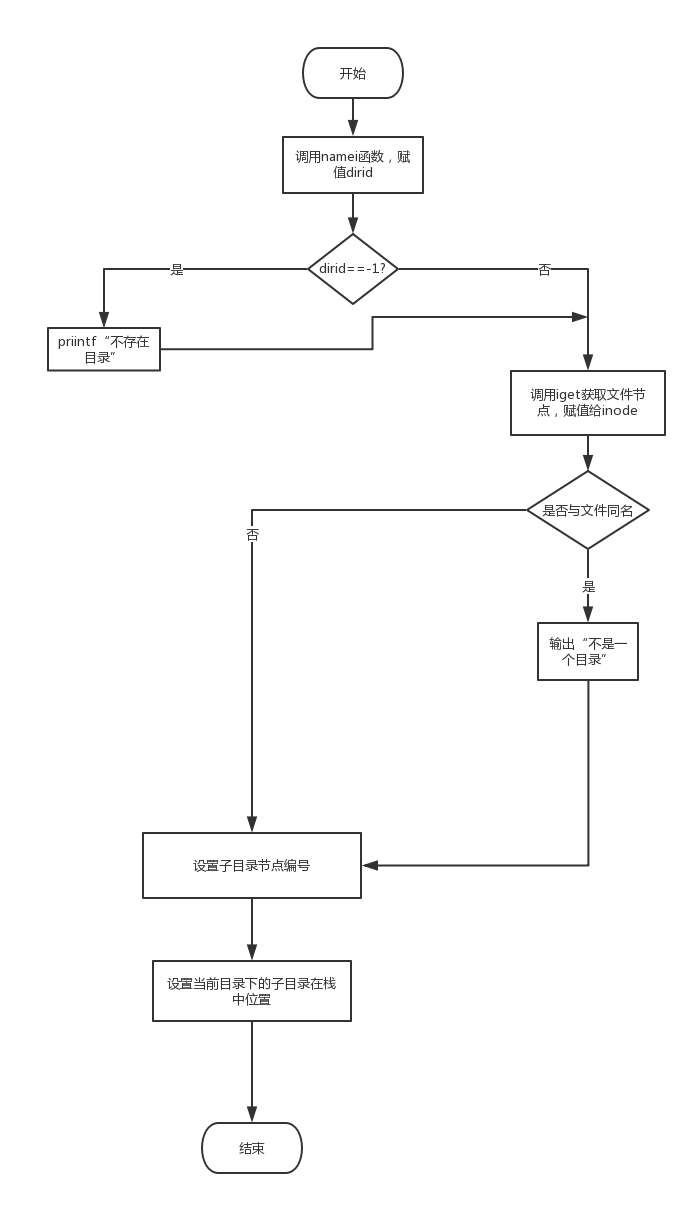 开始
调用namei函数，赋
值dirid
dirid==-1?
是
否
priintf“不存在
目录”
调用iget获取文件节
点，赋值给inode
是否与文件同名
否
是
输出“不是一
个目录”
设置子目录节点编号
设置当前目录下的子目录在栈
中位置
结束